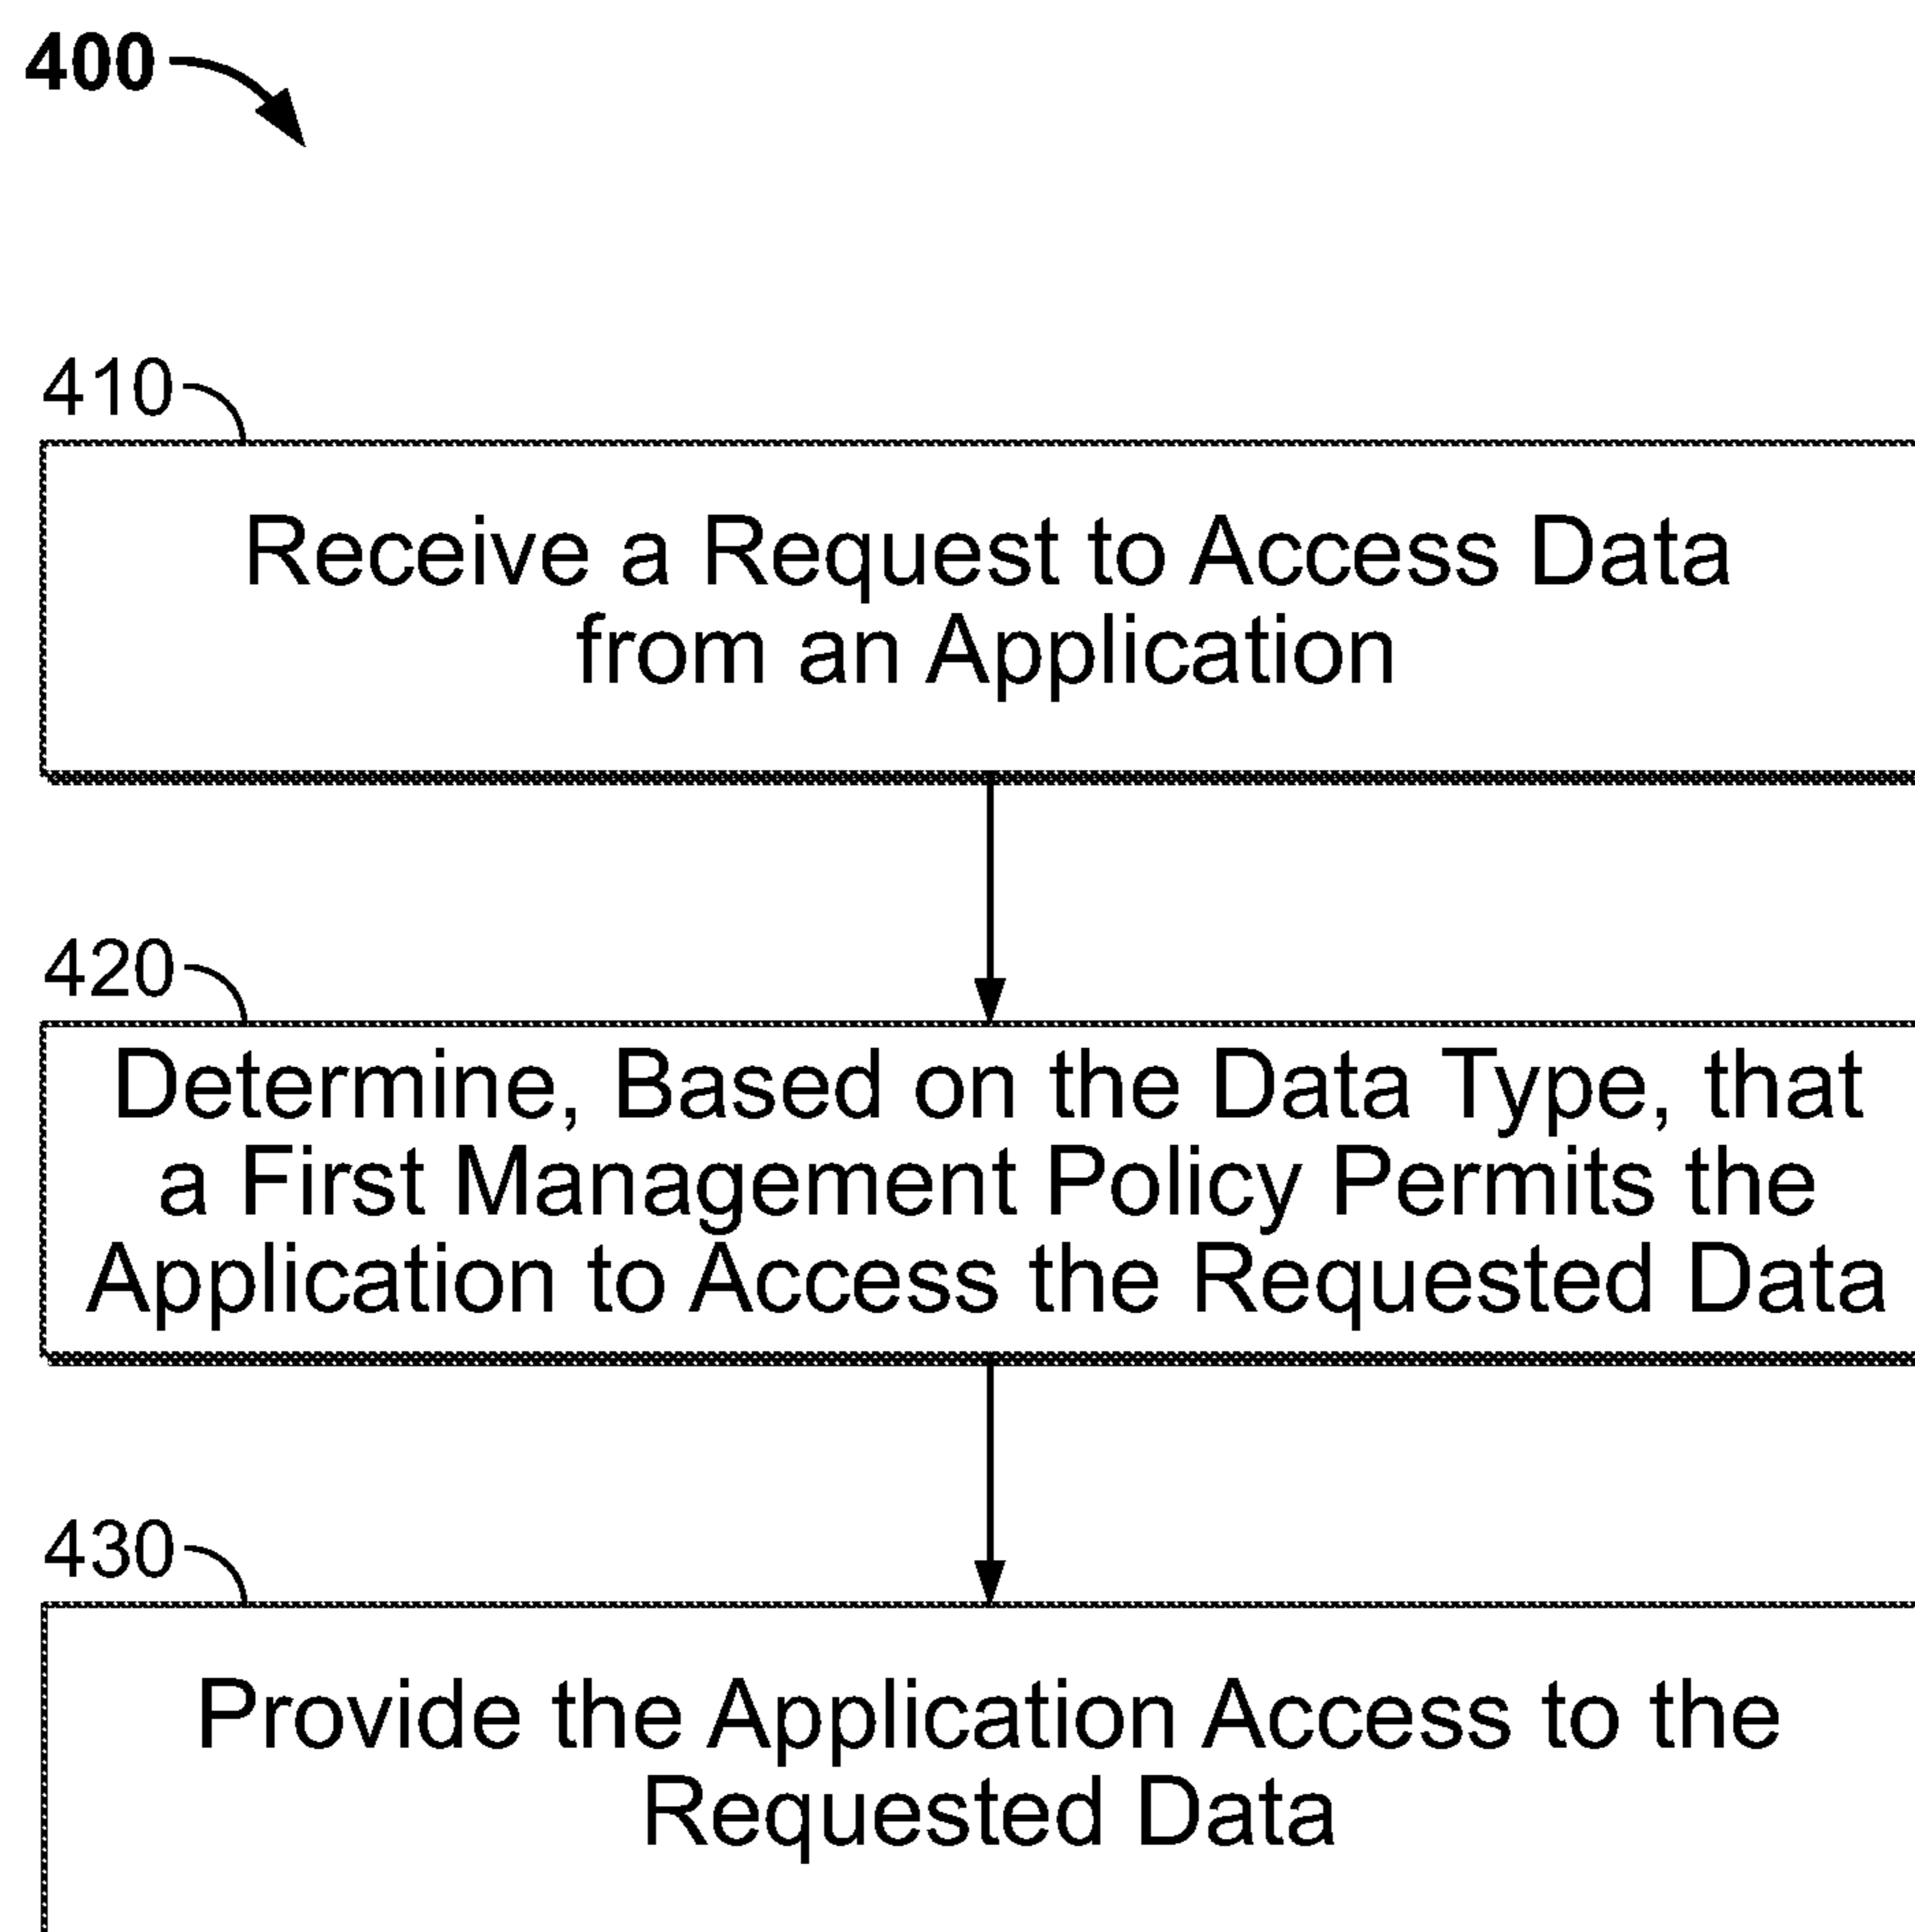 400
410
Receive a Request to Access Data
from an Application
420
Determine, Based on the Data Type, that
a First Management Policy Permits the
Application to Access the Requested Data
430
Provide the Application Access to the
Requested Data